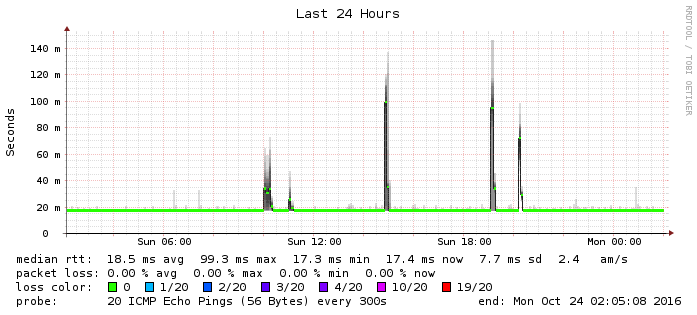 Last 24 Hours
RRDTOOL / TOBI OETIKER
Seconds
140 m
120 m
100 m
80 m
60 m
40 m
20 m
0
Sun 06:00 Sun 12:00 Sun 18:00 Mon 00:00
median rtt: 18.5 ms avg 99.3 ms max 17.3 ms min 17.4 ms now 7.7 ms sd 2.4 am/s
packet loss: 0.00 % avg 0.00 % max 0.00 % min 0.00 % now
loss color: 0 1/20 2/20 3/20 4/20 10/20 19/20
probe: 20 ICMP Echo Pings (56 Bytes) every 300s end: Mon Oct 24 02:05:08 2016